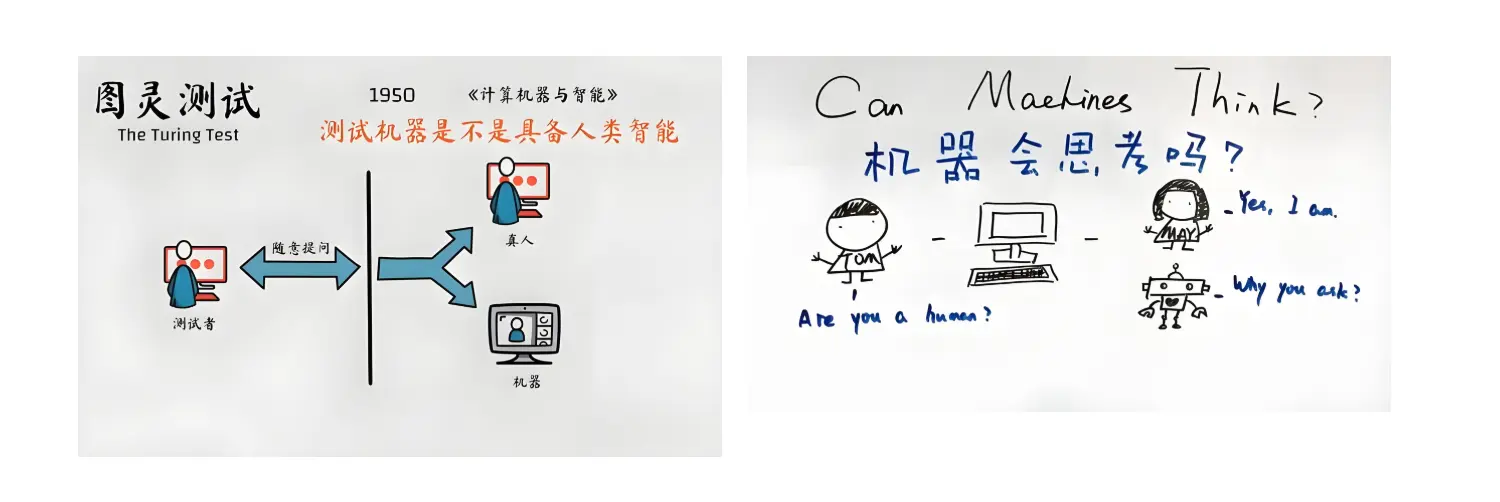 图灵测试
The Turing Test
1950 《计算机器与智能》
测试机器是不是具备人类智能
随意提问
测试者
真人
机器
Can Machines Think?
机器会思考吗?
TOM
MAY
Yes, I am.
Why you ask?
Are you a human?